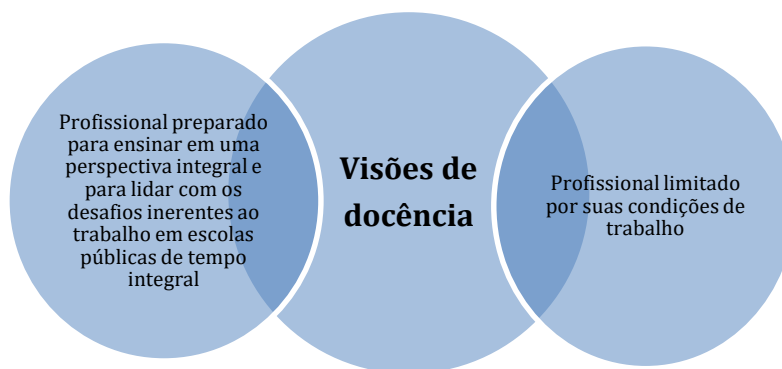 Profissional preparado
para ensinar em uma
perspectiva integral e
para lidar com os
desafios inerentes ao
trabalho em escolas
públicas de tempo
integral
Visões de
docência
Profissional limitado
por suas condições de
trabalho